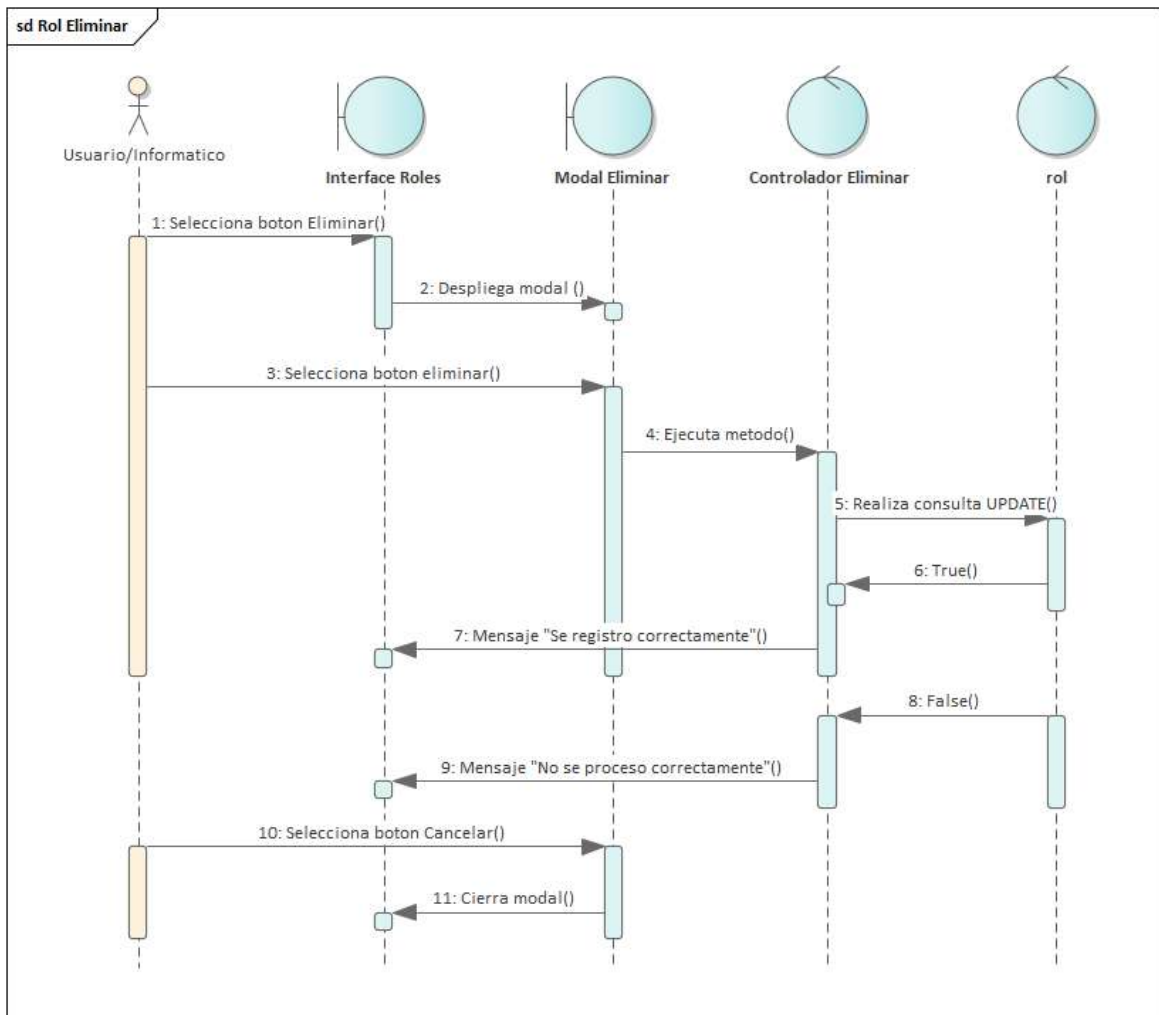 sd Rol Eliminar
Usuario/Informatico
Interface Roles
Modal Eliminar
Controlador Eliminar
rol
1: Selecciona boton Eliminar()
2: Despliega modal ()
3: Selecciona boton eliminar()
4: Ejecuta metodo()
5: Realiza consulta UPDATE()
6: True()
7: Mensaje "Se registro correctamente"()
8: False()
9: Mensaje "No se proceso correctamente"()
10: Selecciona boton Cancelar()
11: Cierra modal()